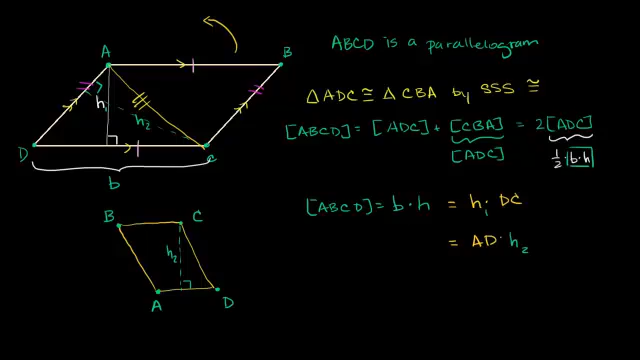 A
B
ABCD is a parallelogram
△ADC ≅ △CBA by SSS ≅
h₁
h₂
[ABCD] = [ADC] + [CBA] = 2[ADC]
D
C
[ADC]
½ · b · h
b
[ABCD] = b · h = h₁ · DC
B
C
= AD · h₂
h₂
A
D